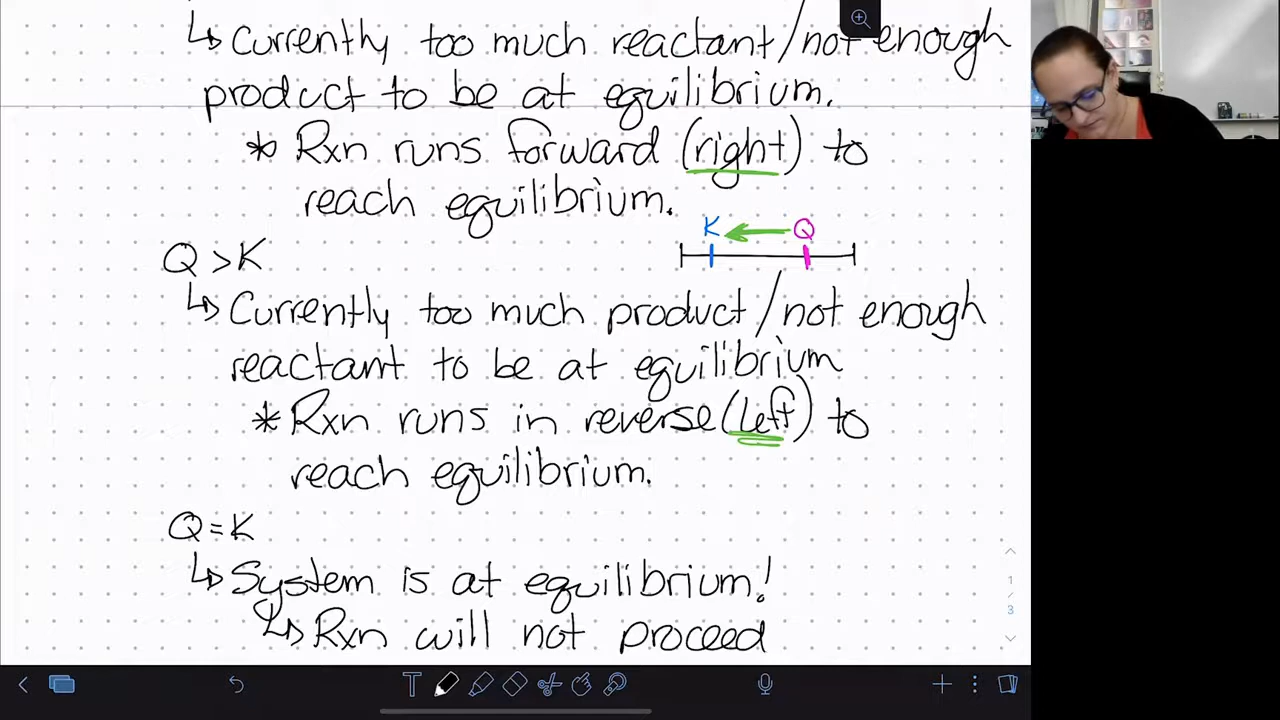 ↳ Currently too much reactant/not enough
product to be at equilibrium.
* Rxn runs forward (right) to
reach equilibrium.
K ← Q
Q > K
↳ Currently too much product/not enough
reactant to be at equilibrium
* Rxn runs in reverse (left) to
reach equilibrium.
Q = K
↳ System is at equilibrium!
↳ Rxn will not proceed
1
/
3
T